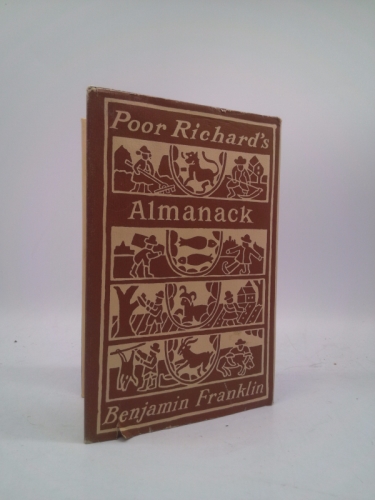 Poor Richard's
Almanack
Benjamin Franklin